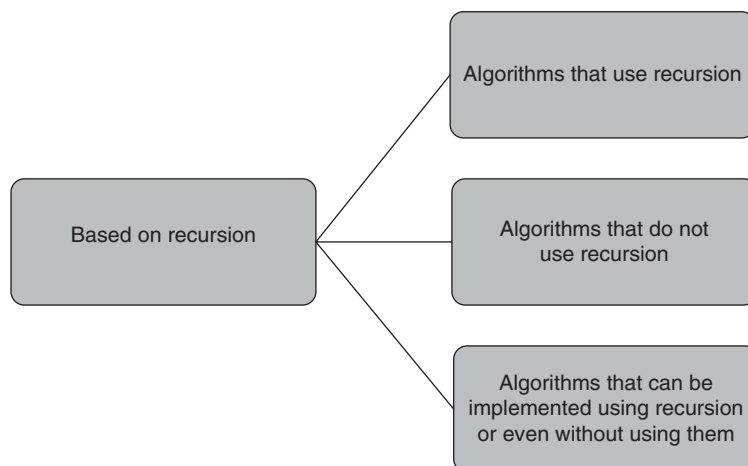 Algorithms that use recursion
Based on recursion
Algorithms that do not
use recursion
Algorithms that can be
implemented using recursion
or even without using them